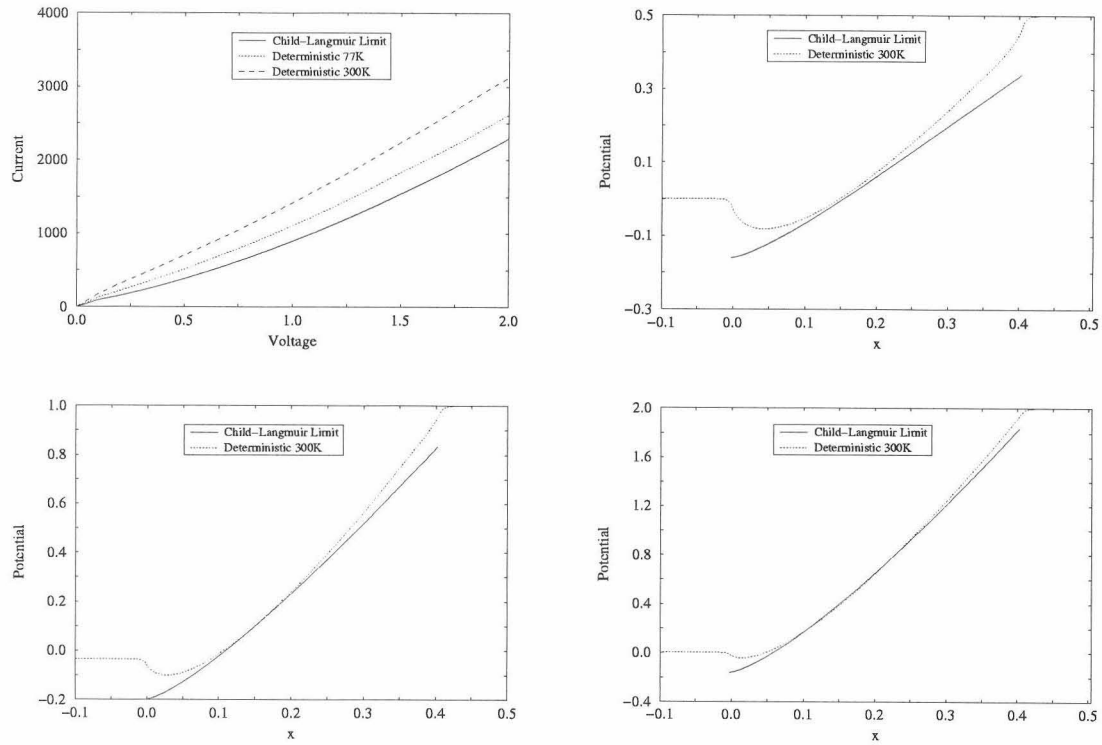 4000
3000
2000
1000
0
Current
0.0 0.5 1.0 1.5 2.0
Voltage
Child–Langmuir Limit
Deterministic 77K
Deterministic 300K
0.5
0.3
0.1
−0.1
−0.3
Potential
−0.1 0.0 0.1 0.2 0.3 0.4 0.5
x
Child–Langmuir Limit
Deterministic 300K
1.0
0.8
0.6
0.4
0.2
0.0
−0.2
Potential
−0.1 0.0 0.1 0.2 0.3 0.4 0.5
x
Child–Langmuir Limit
Deterministic 300K
2.0
1.6
1.2
0.8
0.4
0.0
−0.4
Potential
−0.1 0.0 0.1 0.2 0.3 0.4 0.5
x
Child–Langmuir Limit
Deterministic 300K